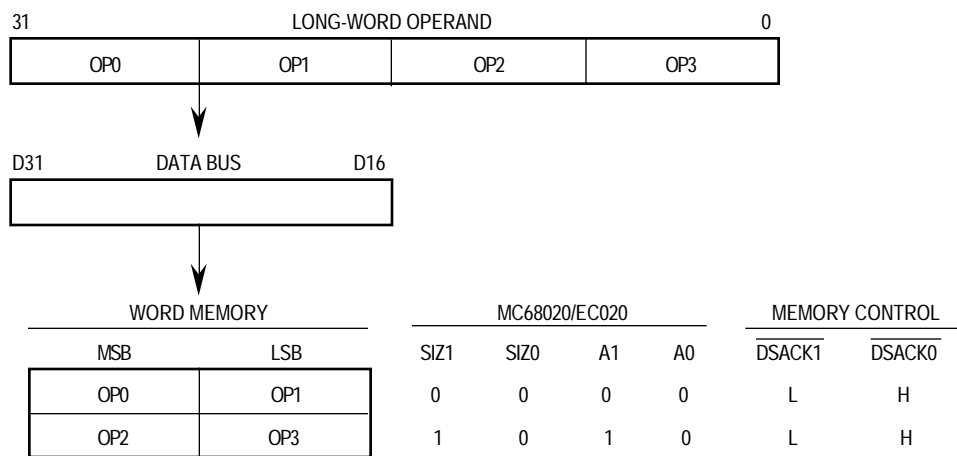 31 LONG-WORD OPERAND 0
OP0 OP1 OP2 OP3
D31 DATA BUS D16
WORD MEMORY MC68020/EC020 MEMORY CONTROL
MSB LSB SIZ1 SIZ0 A1 A0 DSACK1 DSACK0
OP0 OP1 0 0 0 0 L H
OP2 OP3 1 0 1 0 L H